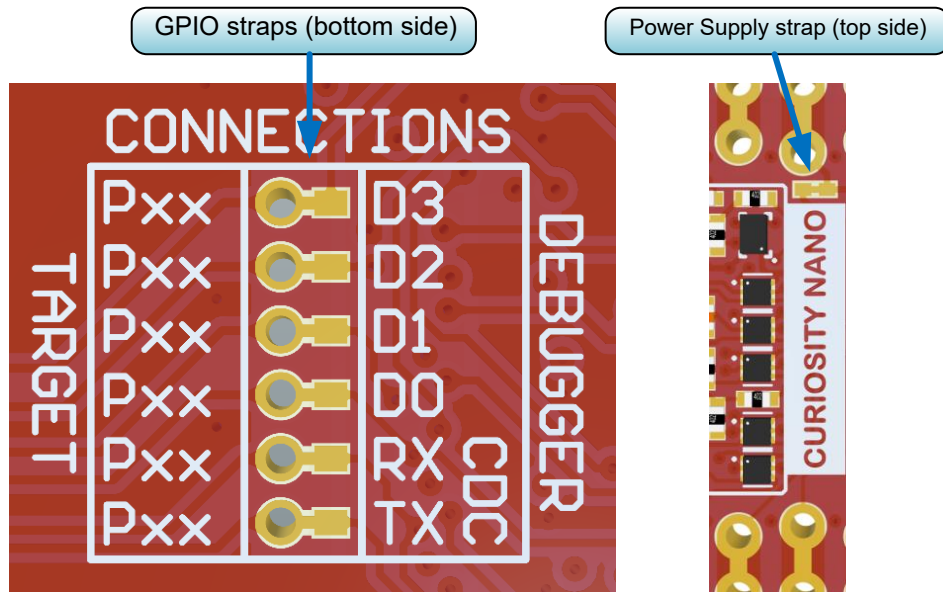 GPIO straps (bottom side)
Power Supply strap (top side)
CONNECTIONS
TARGET
DEBUGGER
Pxx D3
Pxx D2
Pxx D1
Pxx D0
Pxx RX
Pxx TX
CDC
CURIOSITY NANO